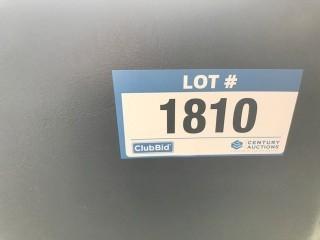 LOT #
1810
ClubBid
CENTURY
AUCTIONS